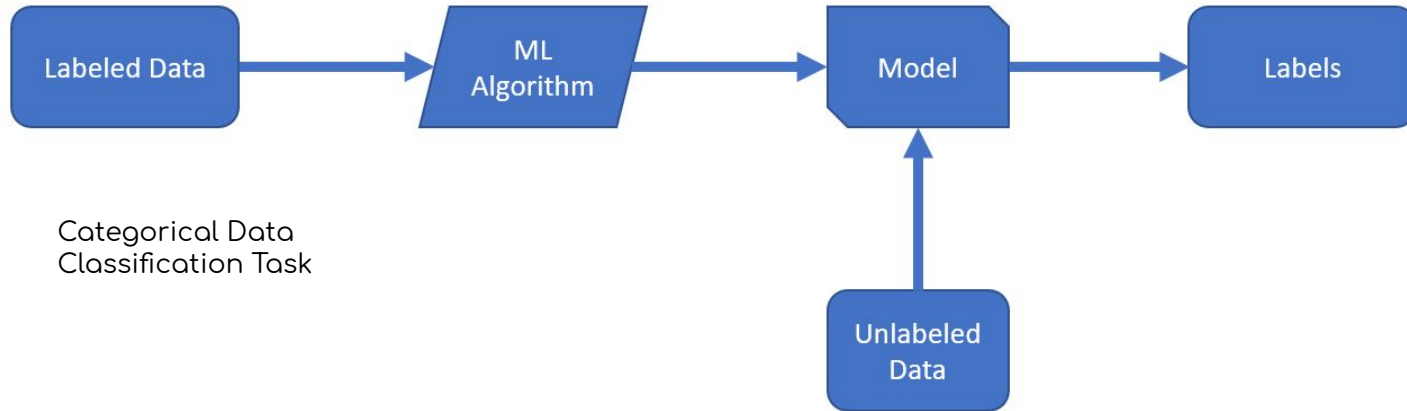 Labeled Data
ML
Algorithm
Model
Labels
Categorical Data
Classification Task
Unlabeled
Data